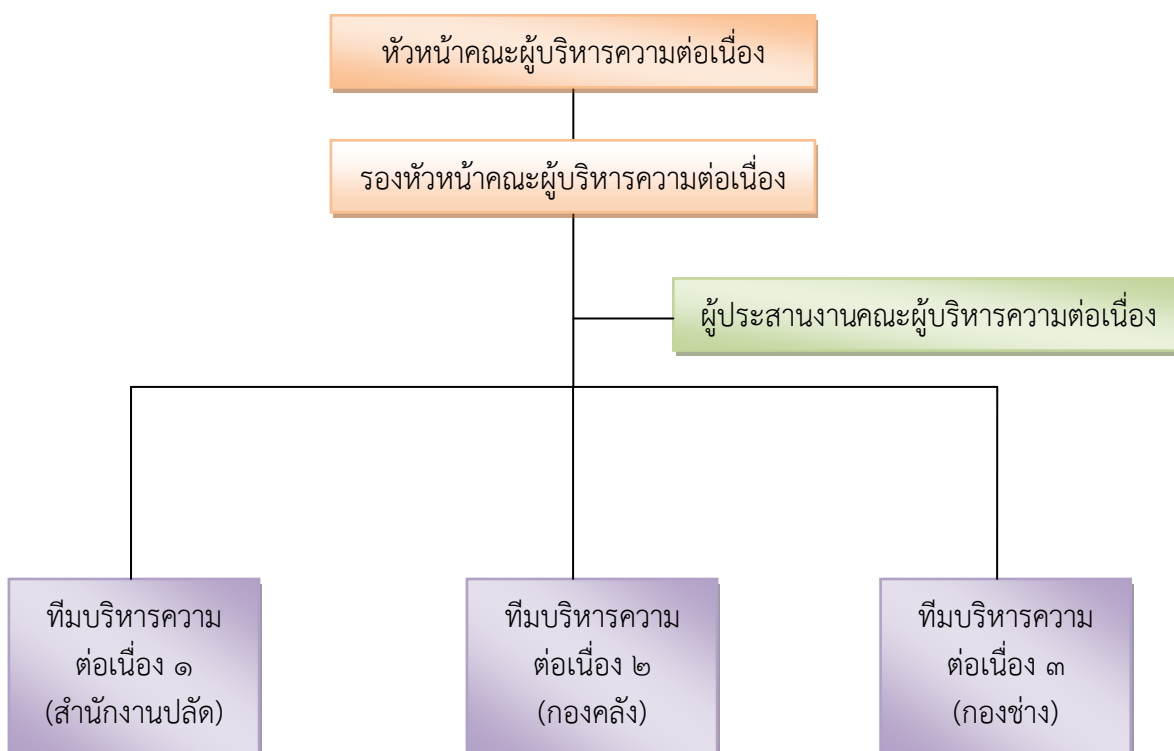 หัวหน้าคณะผู้บริหารความต่อเนื่อง
รองหัวหน้าคณะผู้บริหารความต่อเนื่อง
ผู้ประสานงานคณะผู้บริหารความต่อเนื่อง
ทีมบริหารความ
ต่อเนื่อง ๑
(สำนักงานปลัด)
ทีมบริหารความ
ต่อเนื่อง ๒
(กองคลัง)
ทีมบริหารความ
ต่อเนื่อง ๓
(กองช่าง)